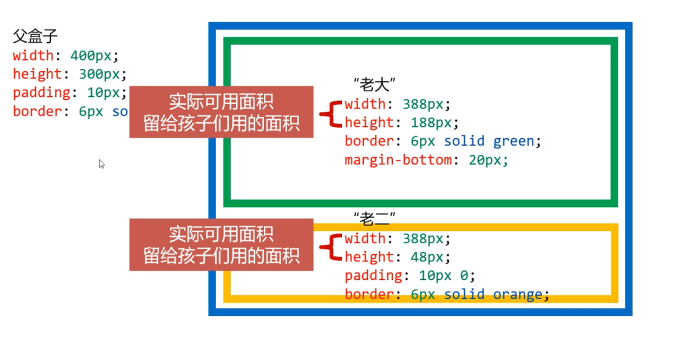 父盒子
width: 400px;
height: 300px;
padding: 10px;
border: 6px so
实际可用面积
留给孩子们用的面积
“老大”
width: 388px;
height: 188px;
border: 6px solid green;
margin-bottom: 20px;
实际可用面积
留给孩子们用的面积
“老二”
width: 388px;
height: 48px;
padding: 10px 0;
border: 6px solid orange;